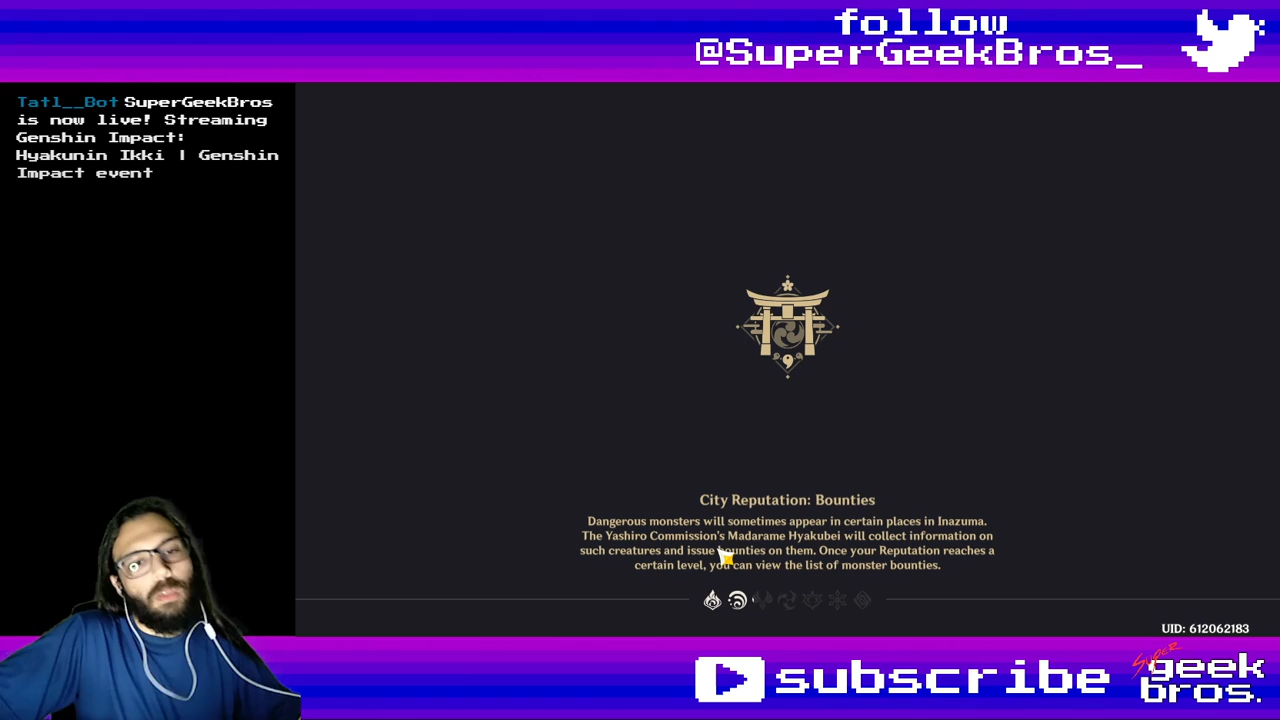 follow
@SuperGeekBros_
Tatl__Bot SuperGeekBros
is now live! Streaming
Genshin Impact:
Hyakunin Ikki | Genshin
Impact event
City Reputation: Bounties
Dangerous monsters will sometimes appear in certain places in Inazuma.
The Yashiro Commission's Madarame Hyakubei will collect information on
such creatures and issue bounties on them. Once your Reputation reaches a
certain level, you can view the list of monster bounties.
UID: 612062183
subscribe
super
geek
bros.